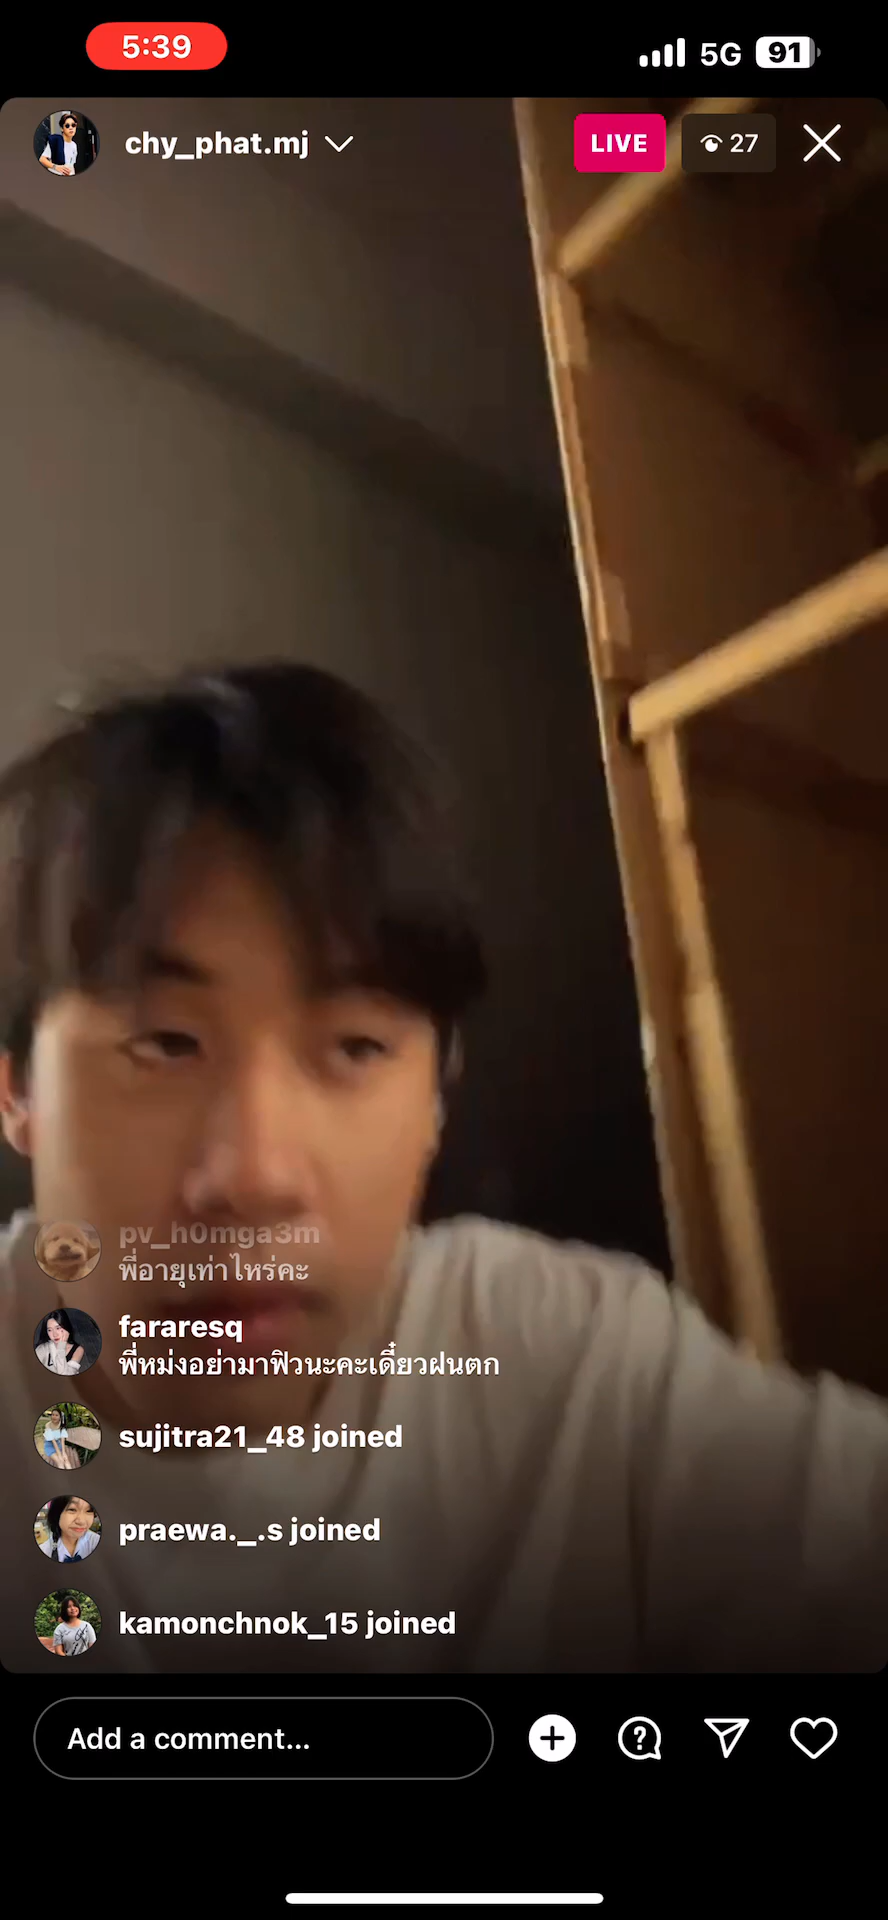 5:39
5G 91
chy_phat.mj
LIVE
27
pv_h0mga3m
พี่อายุเท่าไหร่คะ
fararesq
พี่หม่งอย่ามาฟิวนะคะเดี๋ยวฝนตก
sujitra21_48 joined
praewa._.s joined
kamonchnok_15 joined
Add a comment...